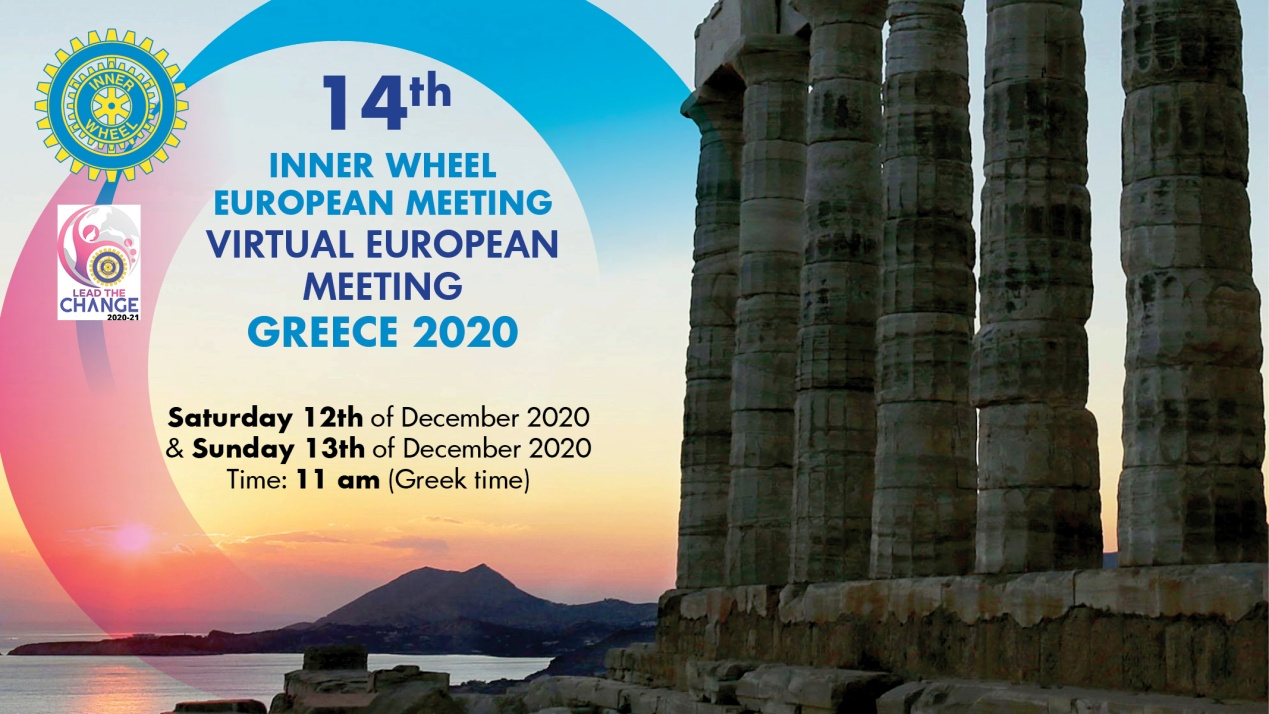 INNER
WHEEL
LEAD THE
CHANGE
2020-21
14th
INNER WHEEL
EUROPEAN MEETING
VIRTUAL EUROPEAN
MEETING
GREECE 2020
Saturday 12th of December 2020
& Sunday 13th of December 2020
Time: 11 am (Greek time)